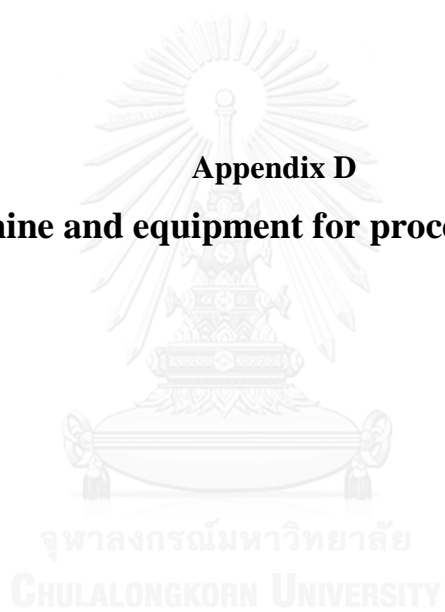 Appendix D
ine and equipment for proce
จุฬาลงกรณ์มหาวิทยาลัย
CHULALONGKORN UNIVERSITY